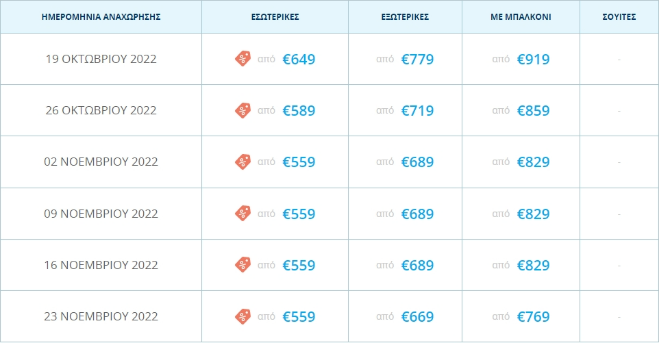 ΗΜΕΡΟΜΗΝΙΑ ΑΝΑΧΩΡΗΣΗΣ ΕΣΩΤΕΡΙΚΕΣ ΕΞΩΤΕΡΙΚΕΣ ΜΕ ΜΠΑΛΚΟΝΙ ΣΟΥΙΤΕΣ
19 ΟΚΤΩΒΡΙΟΥ 2022 % από €649 από €779 από €919 -
26 ΟΚΤΩΒΡΙΟΥ 2022 % από €589 από €719 από €859 -
02 ΝΟΕΜΒΡΙΟΥ 2022 % από €559 από €689 από €829 -
09 ΝΟΕΜΒΡΙΟΥ 2022 % από €559 από €689 από €829 -
16 ΝΟΕΜΒΡΙΟΥ 2022 % από €559 από €689 από €829 -
23 ΝΟΕΜΒΡΙΟΥ 2022 % από €559 από €669 από €769 -